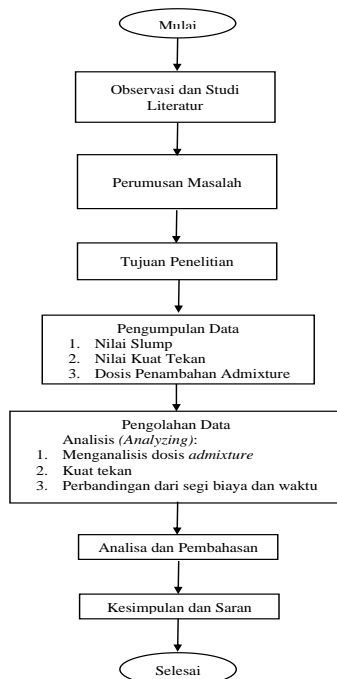 Mulai
Observasi dan Studi
Literatur
Perumusan Masalah
Tujuan Penelitian
Pengumpulan Data
1. Nilai Slump
2. Nilai Kuat Tekan
3. Dosis Penambahan Admixture
Pengolahan Data
Analisis (Analyzing):
1. Menganalisis dosis admixture
2. Kuat tekan
3. Perbandingan dari segi biaya dan waktu
Analisa dan Pembahasan
Kesimpulan dan Saran
Selesai